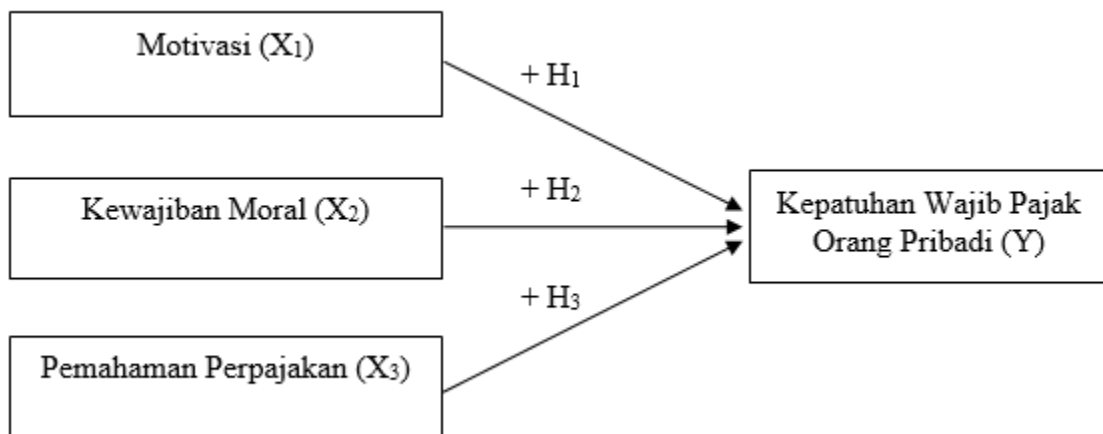 Motivasi (X₁)
+ H₁
Kewajiban Moral (X₂)
+ H₂
Kepatuhan Wajib Pajak
Orang Pribadi (Y)
+ H₃
Pemahaman Perpajakan (X₃)